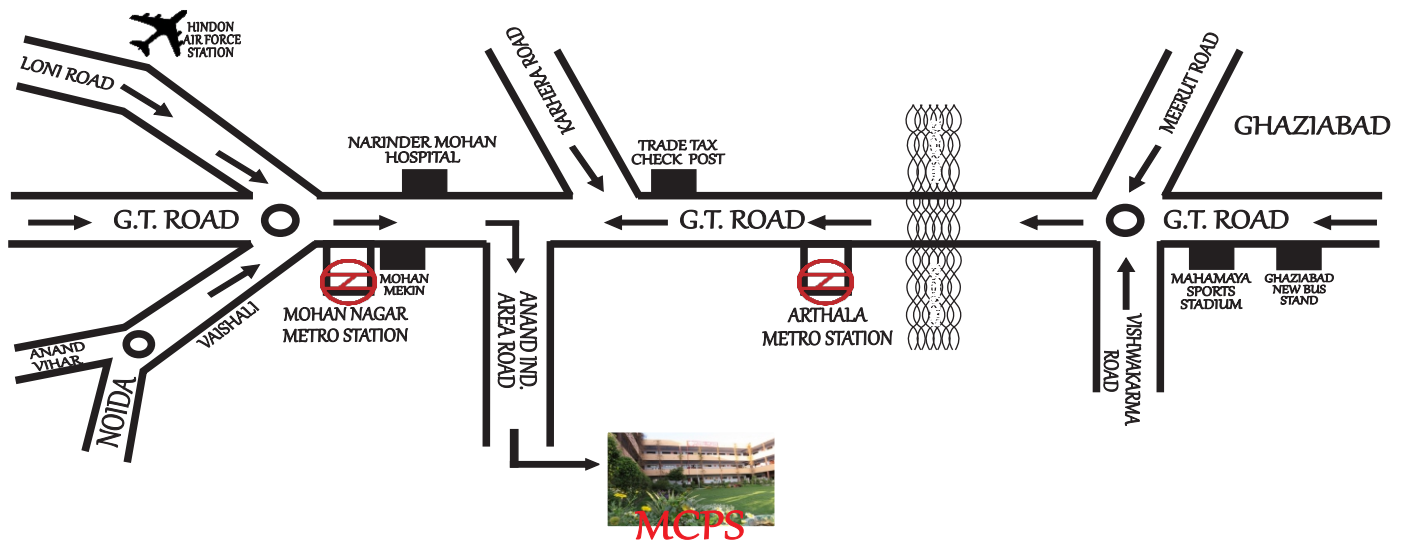 HINDON
AIR FORCE
STATION
LONI ROAD
KARHERA ROAD
MEERUT ROAD
GHAZIABAD
NARINDER MOHAN
HOSPITAL
TRADE TAX
CHECK POST
G.T. ROAD
G.T. ROAD
G.T. ROAD
MOHAN
MEKIN
MOHAN NAGAR
METRO STATION
ARTHALA
METRO STATION
MAHAMAYA
SPORTS
STADIUM
GHAZIABAD
NEW BUS
STAND
VAISHALI
ANAND
VIHAR
NOIDA
ANAND IND.
AREA ROAD
VISHWAKARMA
ROAD
MCPS